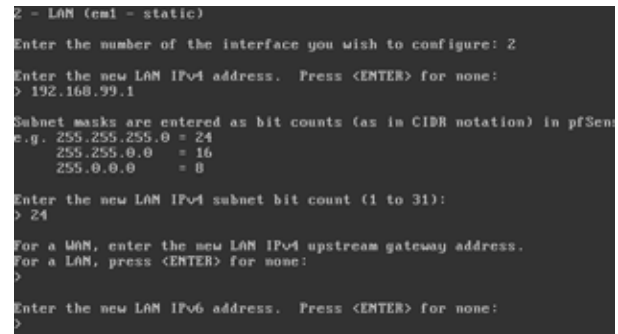 2 - LAN (em1 - static)
Enter the number of the interface you wish to configure: 2
Enter the new LAN IPv4 address.  Press <ENTER> for none:
> 192.168.99.1
Subnet masks are entered as bit counts (as in CIDR notation) in pfSens
e.g. 255.255.255.0 = 24
     255.255.0.0   = 16
     255.0.0.0     = 8
Enter the new LAN IPv4 subnet bit count (1 to 31):
> 24
For a WAN, enter the new LAN IPv4 upstream gateway address.
For a LAN, press <ENTER> for none:
>
Enter the new LAN IPv6 address.  Press <ENTER> for none:
>